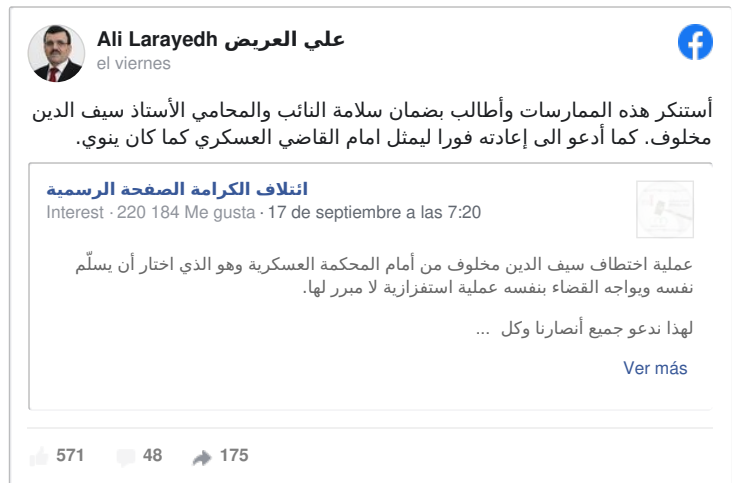 Ali Larayedh علي العريض
el viernes
أستنكر هذه الممارسات وأطالب بضمان سلامة النائب والمحامي الأستاذ سيف الدين
مخلوف. كما أدعو الى إعادته فورا ليمثل امام القاضي العسكري كما كان ينوي.
ائتلاف الكرامة الصفحة الرسمية
Interest · 220 184 Me gusta · 17 de septiembre a las 7:20
عملية اختطاف سيف الدين مخلوف من أمام المحكمة العسكرية وهو الذي اختار أن يسلّم
نفسه ويواجه القضاء بنفسه عملية استفزازية لا مبرر لها.
لهذا ندعو جميع أنصارنا وكل ...
Ver más
571 48 175